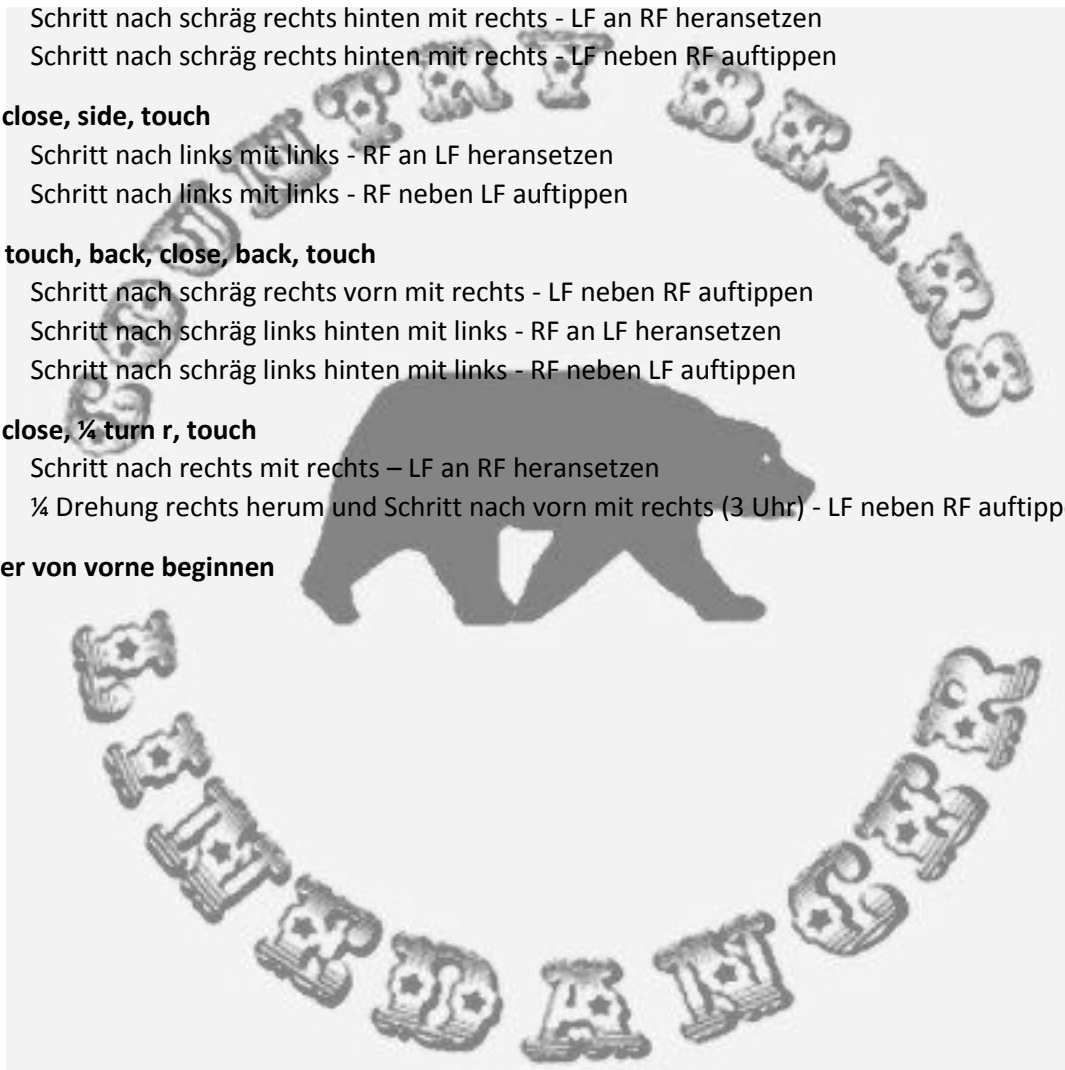 Schritt nach schräg rechts hinten mit rechts - LF an RF heransetzen
Schritt nach schräg rechts hinten mit rechts - LF neben RF auftippen
close, side, touch
Schritt nach links mit links - RF an LF heransetzen
Schritt nach links mit links - RF neben LF auftippen
touch, back, close, back, touch
Schritt nach schräg rechts vorn mit rechts - LF neben RF auftippen
Schritt nach schräg links hinten mit links - RF an LF heransetzen
Schritt nach schräg links hinten mit links - RF neben LF auftippen
close, ¼ turn r, touch
Schritt nach rechts mit rechts – LF an RF heransetzen
¼ Drehung rechts herum und Schritt nach vorn mit rechts (3 Uhr) - LF neben RF auftipp
er von vorne beginnen
COUNTRY BEARS
LINEDANCER